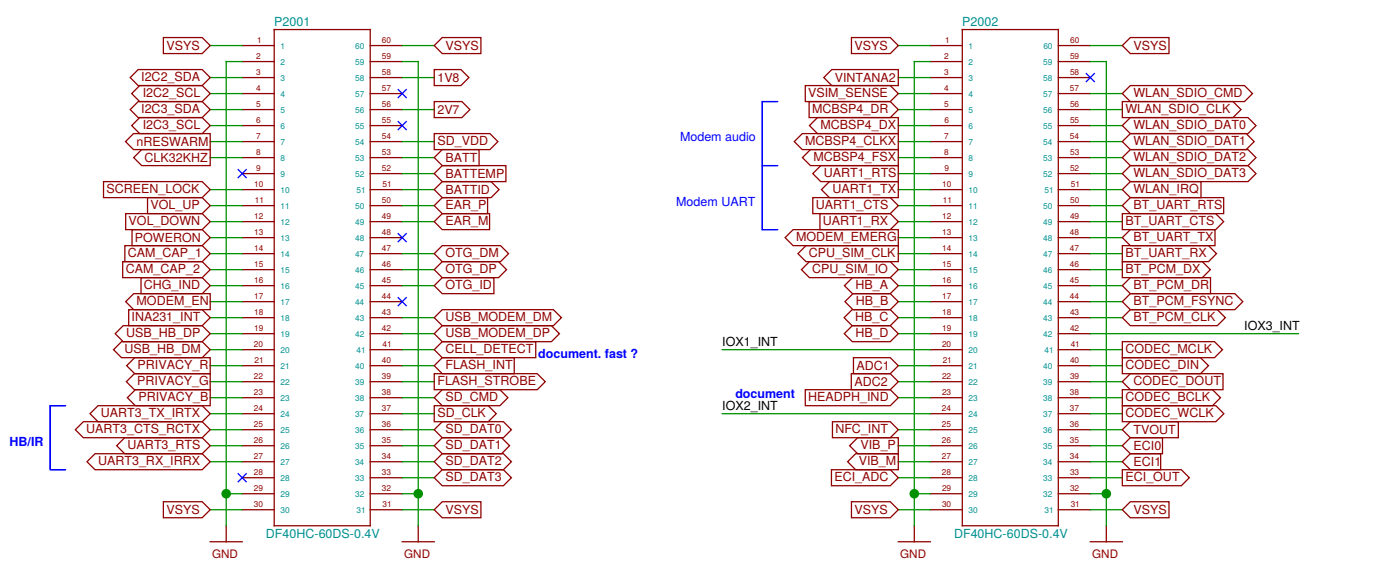 P2001
VSYS 1 1 60 60 VSYS
2 2 59 59
I2C2_SDA 3 3 58 58 1V8
I2C2_SCL 4 4 57 57
I2C3_SDA 5 5 56 56 2V7
I2C3_SCL 6 6 55 55
nRESWARM 7 7 54 54 SD_VDD
CLK32KHZ 8 8 53 53 BATT
9 9 52 52 BATTEMP
SCREEN_LOCK 10 10 51 51 BATTID
VOL_UP 11 11 50 50 EAR_P
VOL_DOWN 12 12 49 49 EAR_M
POWERON 13 13 48 48
CAM_CAP_1 14 14 47 47 OTG_DM
CAM_CAP_2 15 15 46 46 OTG_DP
CHG_IND 16 16 45 45 OTG_ID
MODEM_EN 17 17 44 44
INA231_INT 18 18 43 43 USB_MODEM_DM
USB_HB_DP 19 19 42 42 USB_MODEM_DP
USB_HB_DM 20 20 41 41 CELL_DETECT document. fast ?
PRIVACY_R 21 21 40 40 FLASH_INT
PRIVACY_G 22 22 39 39 FLASH_STROBE
PRIVACY_B 23 23 38 38 SD_CMD
UART3_TX_IRTX 24 24 37 37 SD_CLK
UART3_CTS_RCTX 25 25 36 36 SD_DAT0
HB/IR
UART3_RTS 26 26 35 35 SD_DAT1
UART3_RX_IRRX 27 27 34 34 SD_DAT2
28 28 33 33 SD_DAT3
29 29 32 32
VSYS 30 30 31 31 VSYS
DF40HC-60DS-0.4V
GND GND
P2002
VSYS 1 1 60 60 VSYS
2 2 59 59
VINTANA2 3 3 58 58
VSIM_SENSE 4 4 57 57 WLAN_SDIO_CMD
MCBSP4_DR 5 5 56 56 WLAN_SDIO_CLK
MCBSP4_DX 6 6 55 55 WLAN_SDIO_DAT0
Modem audio
MCBSP4_CLKX 7 7 54 54 WLAN_SDIO_DAT1
MCBSP4_FSX 8 8 53 53 WLAN_SDIO_DAT2
UART1_RTS 9 9 52 52 WLAN_SDIO_DAT3
UART1_TX 10 10 51 51 WLAN_IRQ
Modem UART
UART1_CTS 11 11 50 50 BT_UART_RTS
UART1_RX 12 12 49 49 BT_UART_CTS
MODEM_EMERG 13 13 48 48 BT_UART_TX
CPU_SIM_CLK 14 14 47 47 BT_UART_RX
CPU_SIM_IO 15 15 46 46 BT_PCM_DX
HB_A 16 16 45 45 BT_PCM_DR
HB_B 17 17 44 44 BT_PCM_FSYNC
HB_C 18 18 43 43 BT_PCM_CLK
HB_D 19 19 42 42 IOX3_INT
IOX1_INT 20 20 41 41 CODEC_MCLK
ADC1 21 21 40 40 CODEC_DIN
ADC2 22 22 39 39 CODEC_DOUT
document
HEADPH_IND 23 23 38 38 CODEC_BCLK
IOX2_INT 24 24 37 37 CODEC_WCLK
NFC_INT 25 25 36 36 TVOUT
VIB_P 26 26 35 35 ECI0
VIB_M 27 27 34 34 ECI1
ECI_ADC 28 28 33 33 ECI_OUT
29 29 32 32
VSYS 30 30 31 31 VSYS
DF40HC-60DS-0.4V
GND GND